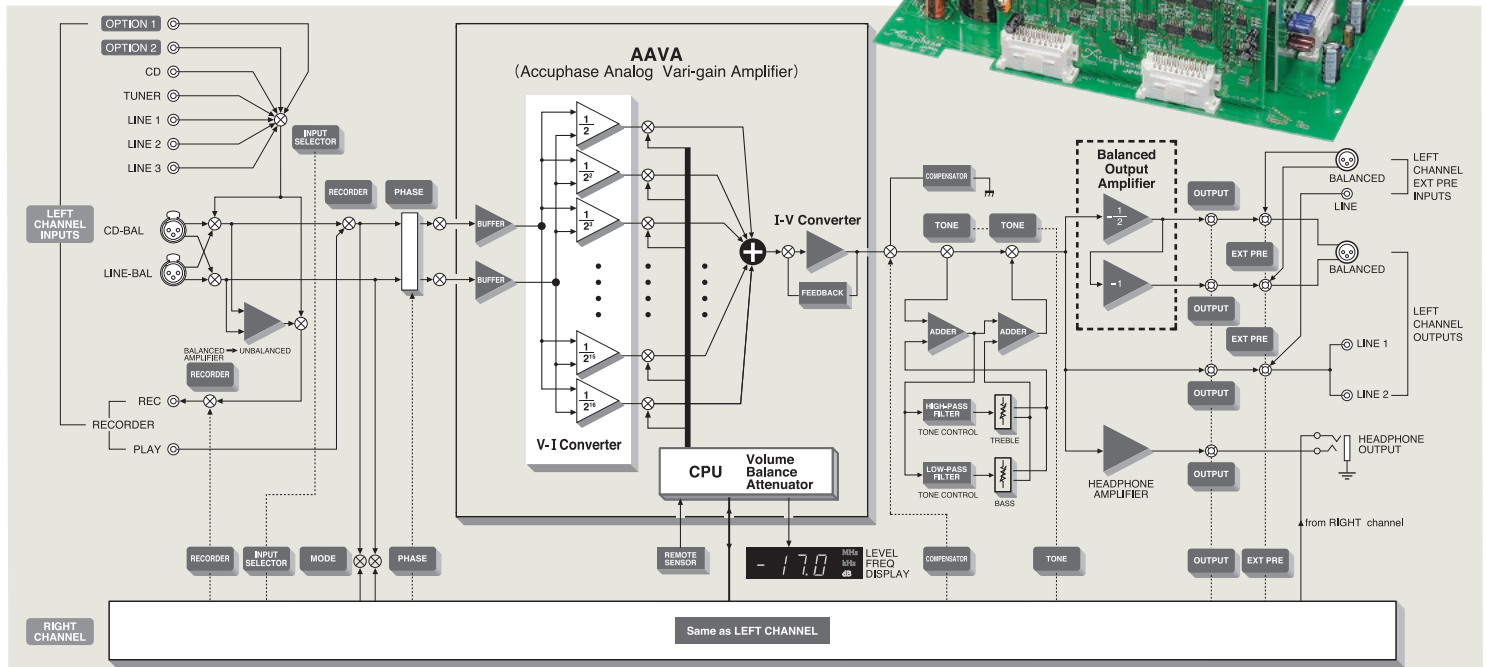 OPTION 1
OPTION 2
CD
TUNER
LINE 1
LINE 2
LINE 3
INPUT
SELECTOR
LEFT
CHANNEL
INPUTS
CD-BAL
LINE-BAL
RECORDER
PHASE
BALANCED → UNBALANCED
AMPLIFIER
RECORDER
REC
RECORDER
PLAY
AAVA
(Accuphase Analog Vari-gain Amplifier)
BUFFER
BUFFER
1/2
1/2²
1/2³
1/2¹⁵
1/2¹⁶
V-I Converter
I-V Converter
FEEDBACK
CPU
Volume
Balance
Attenuator
COMPENSATOR
TONE
TONE
ADDER
ADDER
HIGH-PASS
FILTER
TONE CONTROL
TREBLE
LOW-PASS
FILTER
TONE CONTROL
BASS
Balanced
Output
Amplifier
-1/2
-1
HEADPHONE
AMPLIFIER
OUTPUT
EXT PRE
OUTPUT
EXT PRE
OUTPUT
OUTPUT
BALANCED
LINE
LEFT
CHANNEL
EXT PRE
INPUTS
BALANCED
LEFT
CHANNEL
OUTPUTS
LINE 1
LINE 2
HEADPHONE
OUTPUT
from RIGHT channel
RECORDER
INPUT
SELECTOR
MODE
PHASE
REMOTE
SENSOR
- 17.0
MHz
kHz
dB
LEVEL
FREQ
DISPLAY
COMPENSATOR
TONE
OUTPUT
EXT PRE
RIGHT
CHANNEL
Same as LEFT CHANNEL
Accuphase